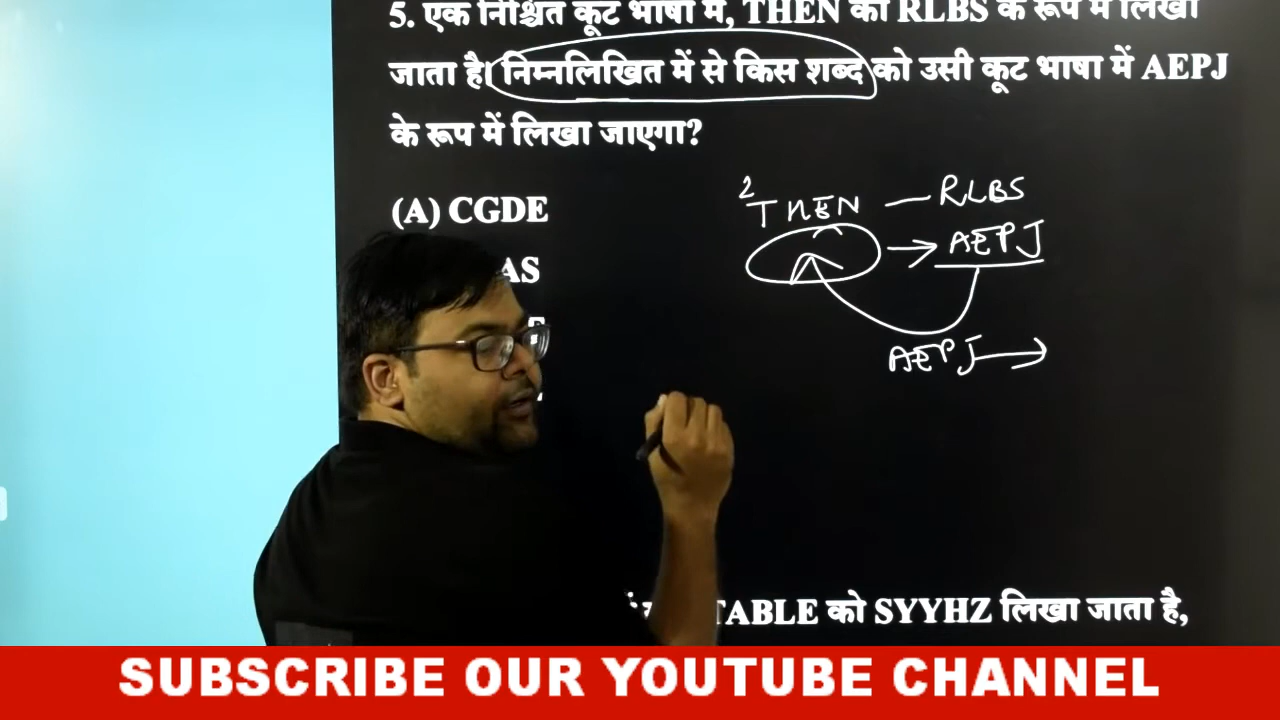 5. एक निश्चित कूट भाषा में, THEN को RLBS के रूप में लिखा
जाता है। निम्नलिखित में से किस शब्द को उसी कूट भाषा में AEPJ
के रूप में लिखा जाएगा?
(A) CGDE
AS
2
THEN — RLBS
→ AEPJ
AEPJ →
TABLE को SYYHZ लिखा जाता है,
SUBSCRIBE OUR YOUTUBE CHANNEL